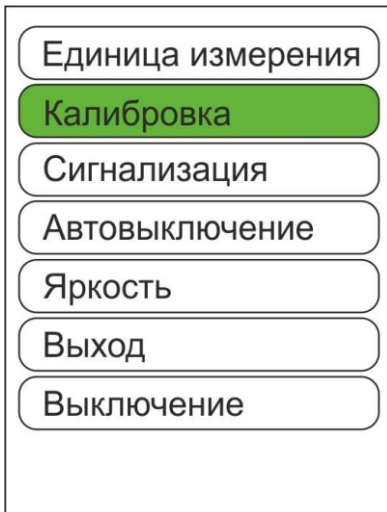 Единица измерения
Калибровка
Сигнализация
Автовыключение
Яркость
Выход
Выключение